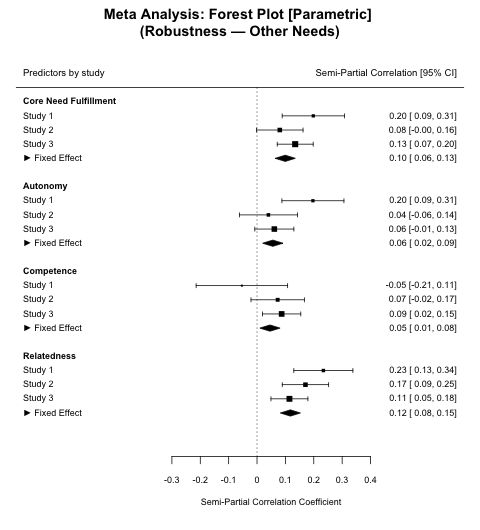 Meta Analysis: Forest Plot [Parametric]
(Robustness — Other Needs)
Predictors by study Semi-Partial Correlation [95% CI]
Core Need Fulfillment
Study 1 0.20 [ 0.09, 0.31]
Study 2 0.08 [-0.00, 0.16]
Study 3 0.13 [ 0.07, 0.20]
► Fixed Effect 0.10 [ 0.06, 0.13]
Autonomy
Study 1 0.20 [ 0.09, 0.31]
Study 2 0.04 [-0.06, 0.14]
Study 3 0.06 [-0.01, 0.13]
► Fixed Effect 0.06 [ 0.02, 0.09]
Competence
Study 1 -0.05 [-0.21, 0.11]
Study 2 0.07 [-0.02, 0.17]
Study 3 0.09 [ 0.02, 0.15]
► Fixed Effect 0.05 [ 0.01, 0.08]
Relatedness
Study 1 0.23 [ 0.13, 0.34]
Study 2 0.17 [ 0.09, 0.25]
Study 3 0.11 [ 0.05, 0.18]
► Fixed Effect 0.12 [ 0.08, 0.15]
-0.3 -0.2 -0.1 0 0.1 0.2 0.3 0.4
Semi-Partial Correlation Coefficient